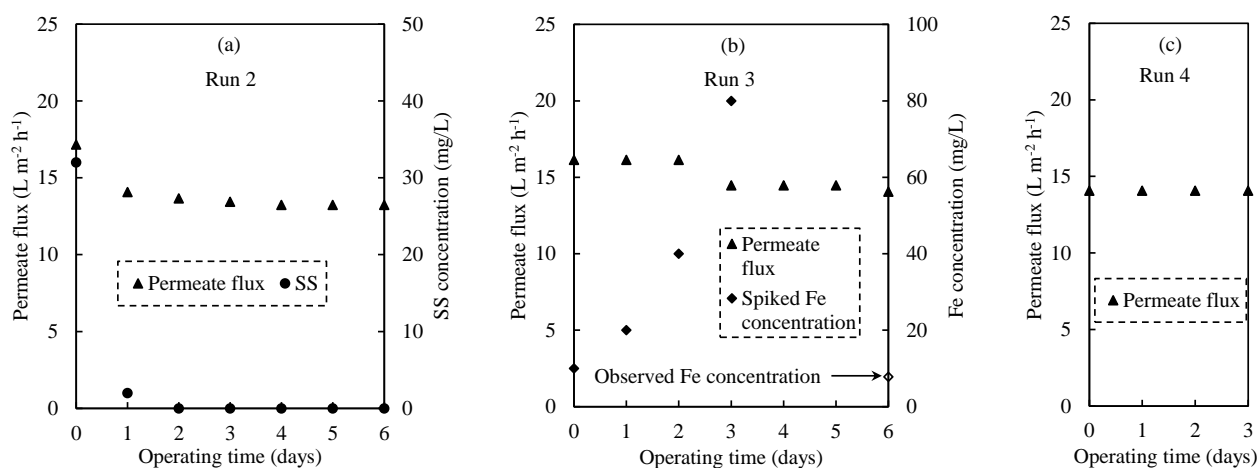 (a)
Run 2
Permeate flux (L m⁻² h⁻¹)
25
20
15
10
5
0
SS concentration (mg/L)
50
40
30
20
10
0
Permeate flux
SS
0 1 2 3 4 5 6
Operating time (days)
(b)
Run 3
Permeate flux (L m⁻² h⁻¹)
25
20
15
10
5
0
Fe concentration (mg/L)
100
80
60
40
20
0
Permeate
flux
Spiked Fe
concentration
Observed Fe concentration
0 1 2 3 4 5 6
Operating time (days)
(c)
Run 4
Permeate flux (L m⁻² h⁻¹)
25
20
15
10
5
0
Permeate flux
0 1 2 3
Operating time (days)